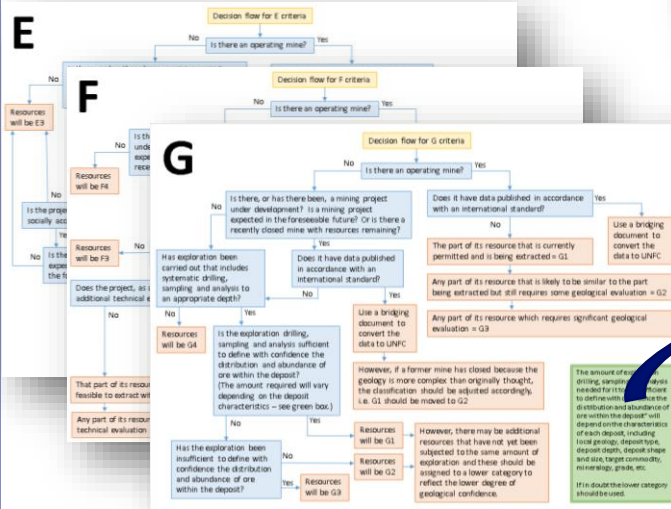 E
Decision flow for E criteria
No
Is there an operating mine?
Yes
No
Resources
will be E3
No
Is the proje
socially acc
Yes
No
Is the
expe
the f
F
Decision flow for F criteria
No
Is there an operating mine?
Yes
No
Is th
unde
expe
rece
Resources
will be F4
Resources
will be F3
No
Does the project, as a
additional technical e
No
That part of its resour
feasible to extract wit
Any part of its resour
technical evaluation
G
Decision flow for G criteria
No
Is there an operating mine?
Yes
Is there, or has there been, a mining project
under development? Is a mining project
expected in the foreseeable future? Or is there a
recently closed mine with resources remaining?
Does it have data published in accordance
with an international standard?
Yes
No
No
Yes
Use a bridging
document to
convert the
data to UNFC
The part of its resource that is currently
permitted and is being extracted = G1
Any part of its resource that is likely to be similar to the part
being extracted but still requires some geological evaluation = G2
Any part of its resource which requires significant geological
evaluation = G3
Has exploration been
carried out that includes
systematic drilling,
sampling and analysis to
an appropriate depth?
Does it have data published
in accordance with an
international standard?
No
No
Yes
Yes
Resources
will be G4
Use a bridging
document to
convert the
data to UNFC
Is the exploration drilling,
sampling and analysis sufficient
to define with confidence the
distribution and abundance of
ore within the deposit?
(The amount required will vary
depending on the deposit
characteristics – see green box.)
However, if a former mine has closed because the
geology is more complex than originally thought,
the classification should be adjusted accordingly,
i.e. G1 should be moved to G2
No
Yes
Resources
will be G1
Has the exploration been
insufficient to define with
confidence the distribution
and abundance of ore
within the deposit?
No
Resources
will be G2
Yes
Resources
will be G3
However, there may be additional
resources that have not yet been
subjected to the same amount of
exploration and these should be
assigned to a lower category to
reflect the lower degree of
geological confidence.
The amount of
drilling, sampling
needed for it to
to define with
distribution and abundance of
ore within the deposit" will
depend on the characteristics
of each deposit, including
local geology, deposit type,
deposit depth, deposit shape
and size, target commodity,
mineralogy, grade, etc.
If in doubt the lower category
should be used.